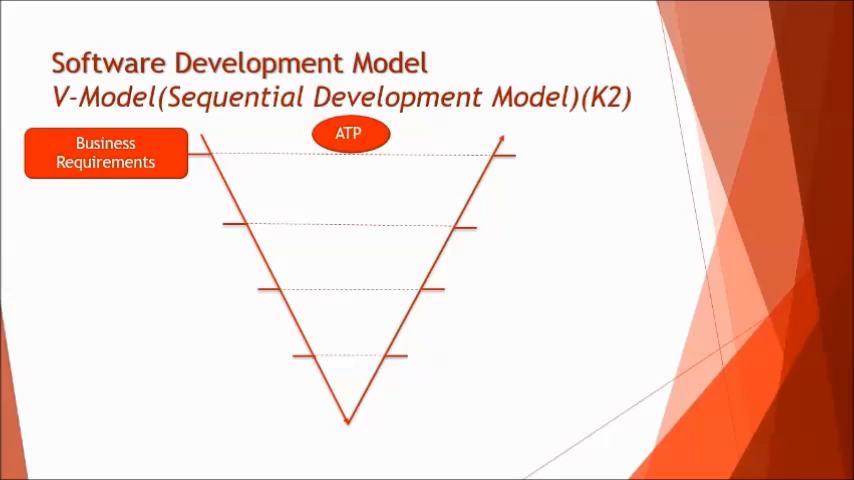 Software Development Model
V-Model(Sequential Development Model)(K2)
ATP
Business
Requirements